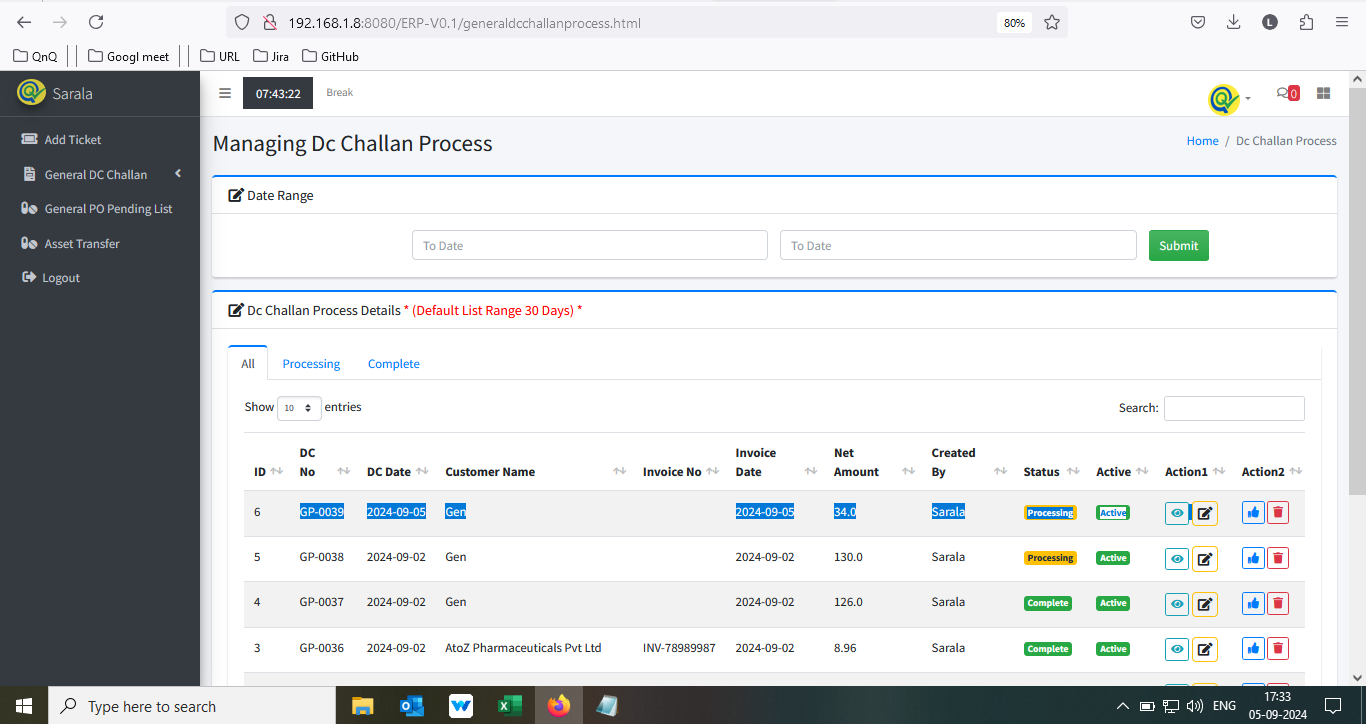 192.168.1.8:8080/ERP-V0.1/generaldcchallanprocess.html 80% L
QnQ Googl meet URL Jira GitHub
Sarala 07:43:22 Break 0
Add Ticket
General DC Challan
General PO Pending List
Asset Transfer
Logout
Managing Dc Challan Process Home / Dc Challan Process
Date Range
To Date To Date Submit
Dc Challan Process Details * (Default List Range 30 Days) *
All Processing Complete
Show 10 entries Search:
ID DC No DC Date Customer Name Invoice No Invoice Date Net Amount Created By Status Active Action1 Action2
6 GP-0039 2024-09-05 Gen 2024-09-05 34.0 Sarala Processing Active
5 GP-0038 2024-09-02 Gen 2024-09-02 130.0 Sarala Processing Active
4 GP-0037 2024-09-02 Gen 2024-09-02 126.0 Sarala Complete Active
3 GP-0036 2024-09-02 AtoZ Pharmaceuticals Pvt Ltd INV-78989987 2024-09-02 8.96 Sarala Complete Active
Type here to search ENG 17:33
05-09-2024